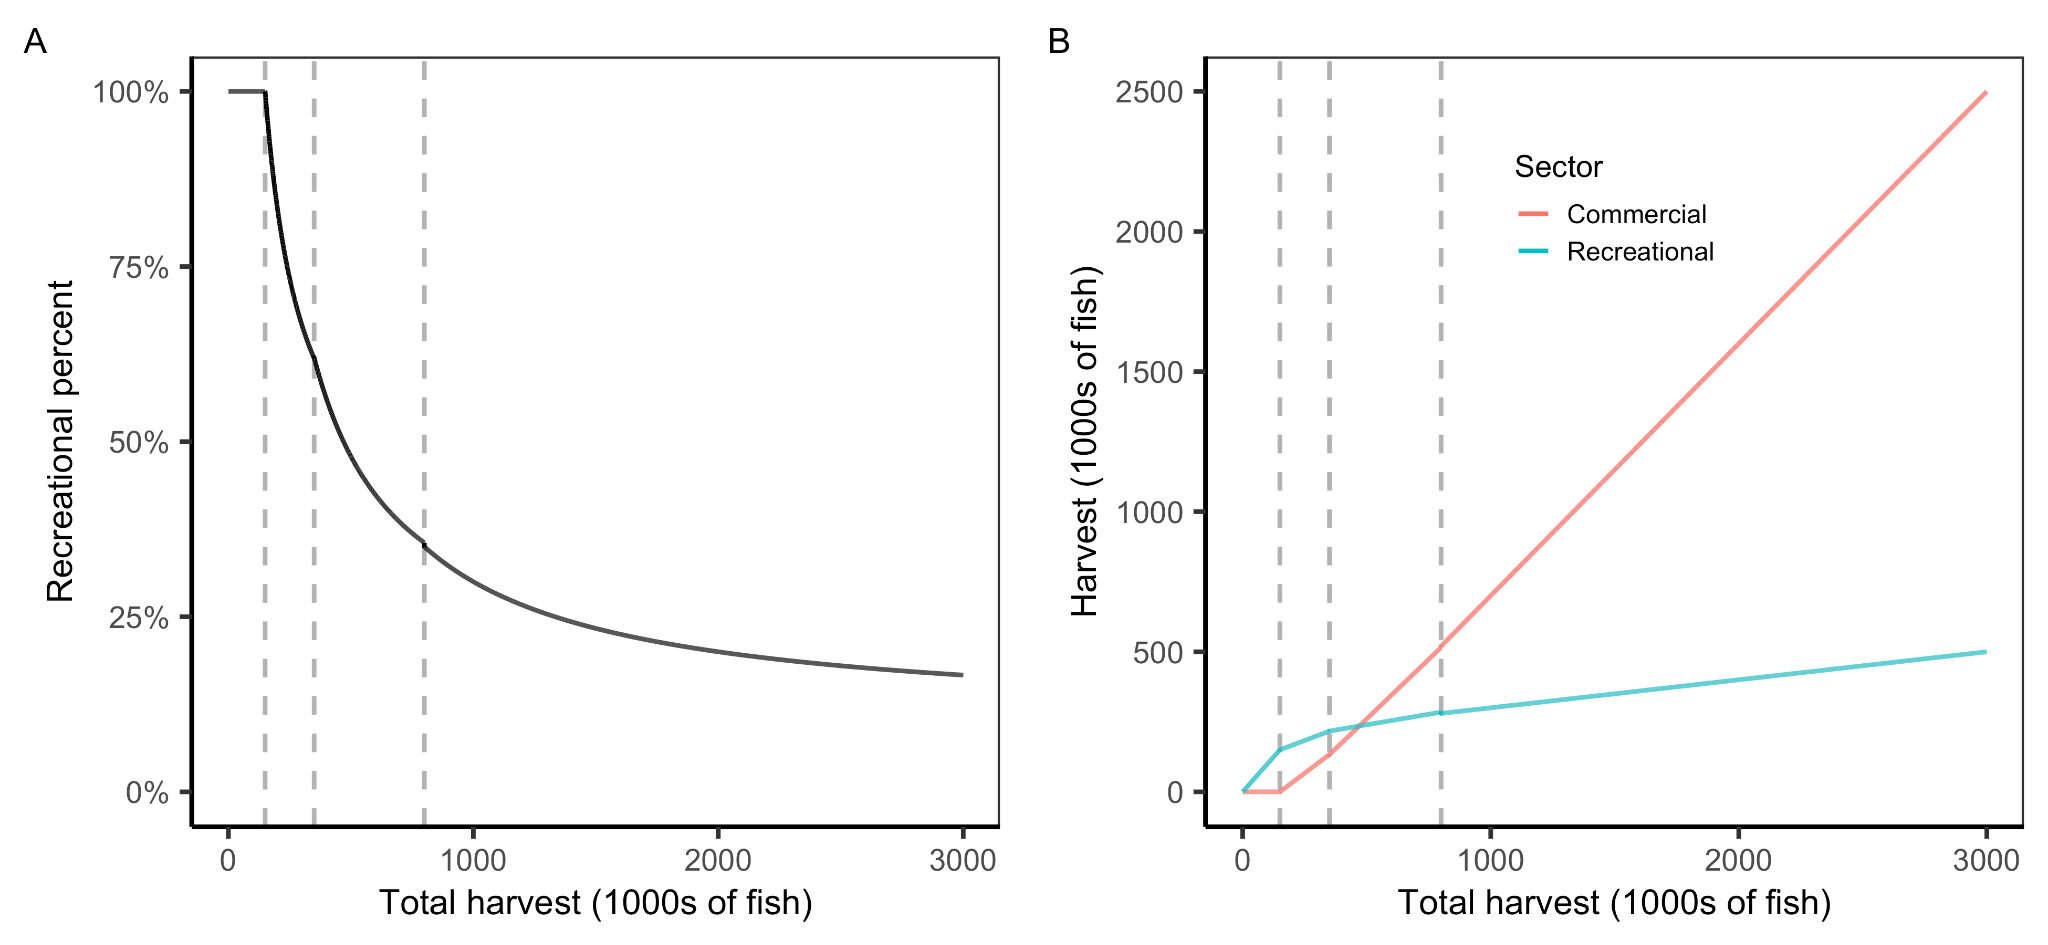 A
100%
75%
50%
25%
0%
Recreational percent
0 1000 2000 3000
Total harvest (1000s of fish)
B
2500
2000
1500
1000
500
0
Harvest (1000s of fish)
Sector
Commercial
Recreational
0 1000 2000 3000
Total harvest (1000s of fish)